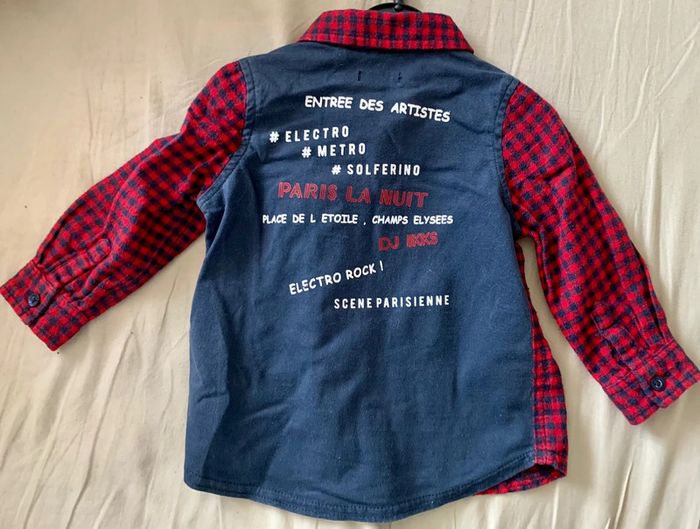 ENTREE DES ARTISTES
# ELECTRO
# METRO
# SOLFERINO
PARIS LA NUIT
PLACE DE L ETOILE , CHAMPS ELYSEES
DJ IKKS
ELECTRO ROCK !
SCENE PARISIENNE